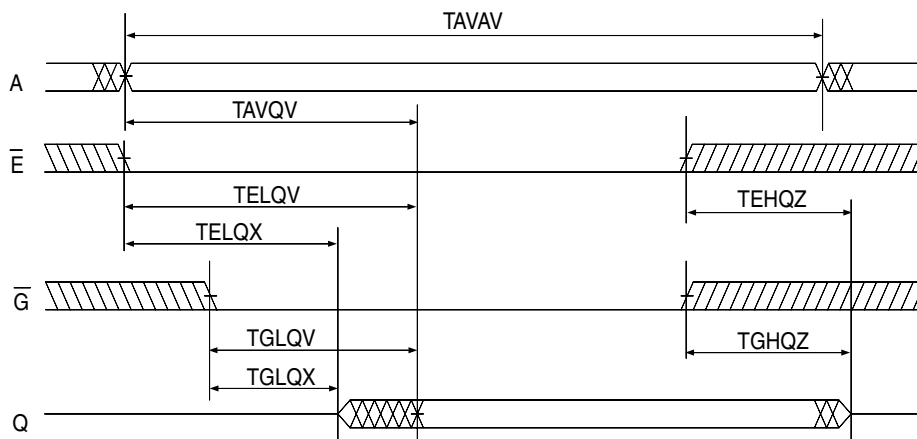 TAVAV
A
TAVQV
E
TELQV
TEHQZ
TELQX
G
TGLQV
TGHQZ
TGLQX
Q